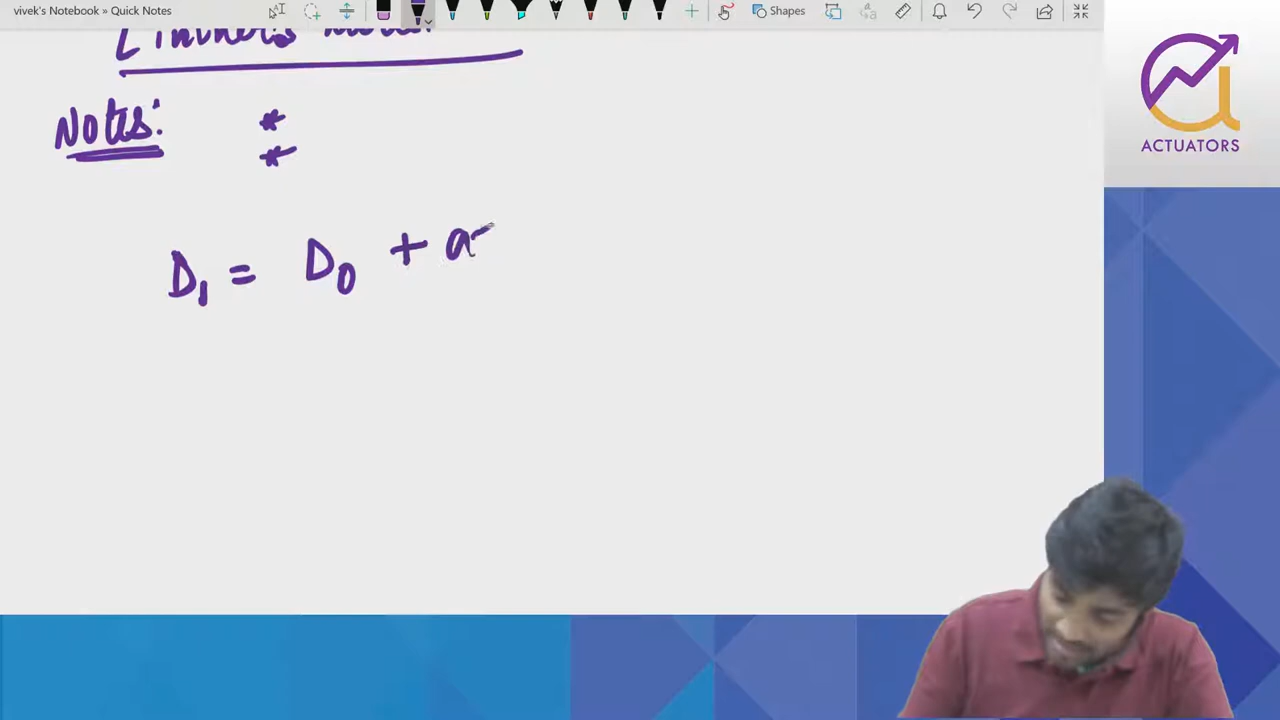 vivek's Notebook » Quick Notes
Shapes
ACTUATORS
Notes: *
*
D₁ = D₀ + a